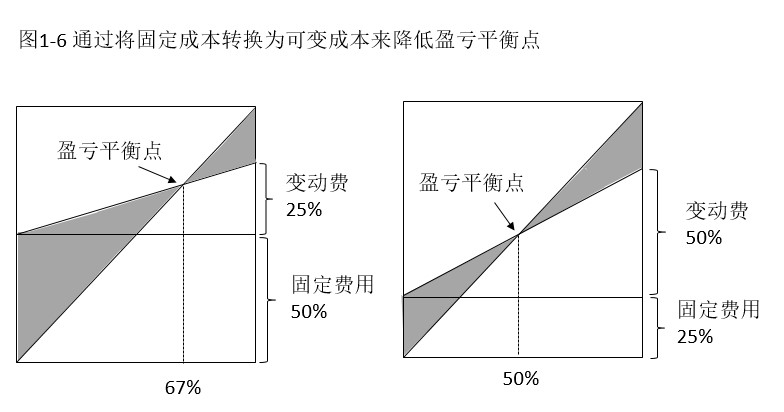 图1-6 通过将固定成本转换为可变成本来降低盈亏平衡点
盈亏平衡点
变动费
25%
固定费用
50%
67%
盈亏平衡点
变动费
50%
固定费用
25%
50%